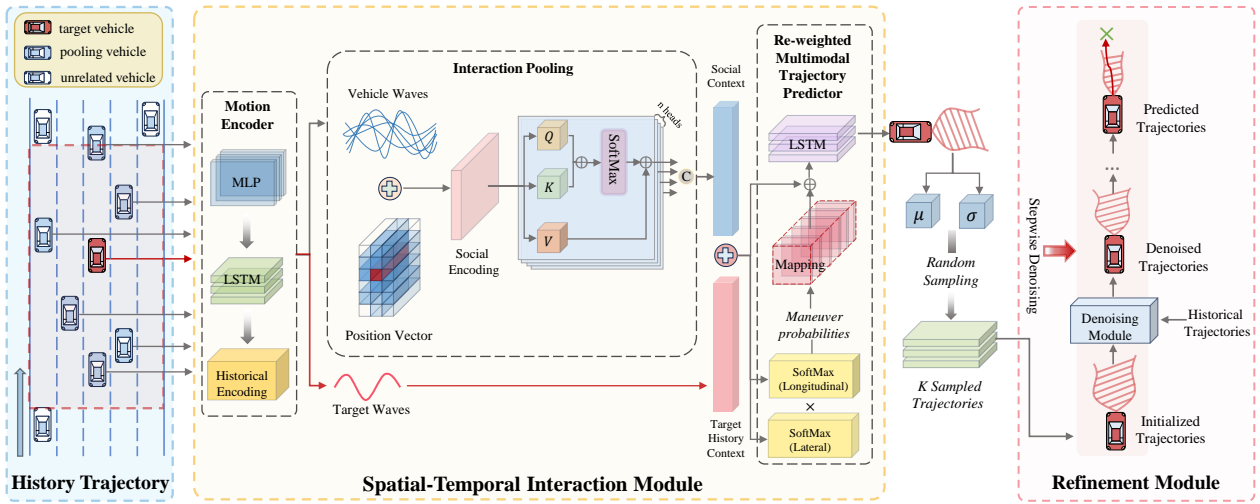 target vehicle
pooling vehicle
unrelated vehicle
History Trajectory
Motion
Encoder
MLP
LSTM
Historical
Encoding
Interaction Pooling
Vehicle Waves
Position Vector
Social Encoding
Q
K
V
SoftMax
n heads
C
Target Waves
Social
Context
Target
History
Context
Re-weighted
Multimodal
Trajectory
Predictor
LSTM
Mapping
Maneuver
probabilities
SoftMax
(Longitudinal)
×
SoftMax
(Lateral)
Spatial-Temporal Interaction Module
μ
σ
Random
Sampling
K Sampled
Trajectories
Stepwise Denoising
Predicted
Trajectories
...
Denoised
Trajectories
Denoising
Module
Historical
Trajectories
Initialized
Trajectories
Refinement Module